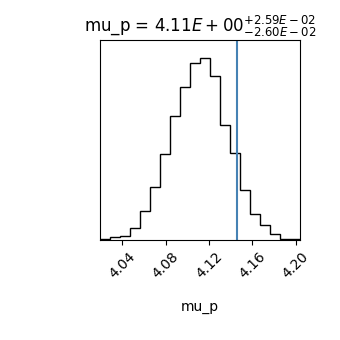 mu_p = 4.11E + 00 +2.59E − 02 −2.60E − 02
4.04 4.08 4.12 4.16 4.20
mu_p